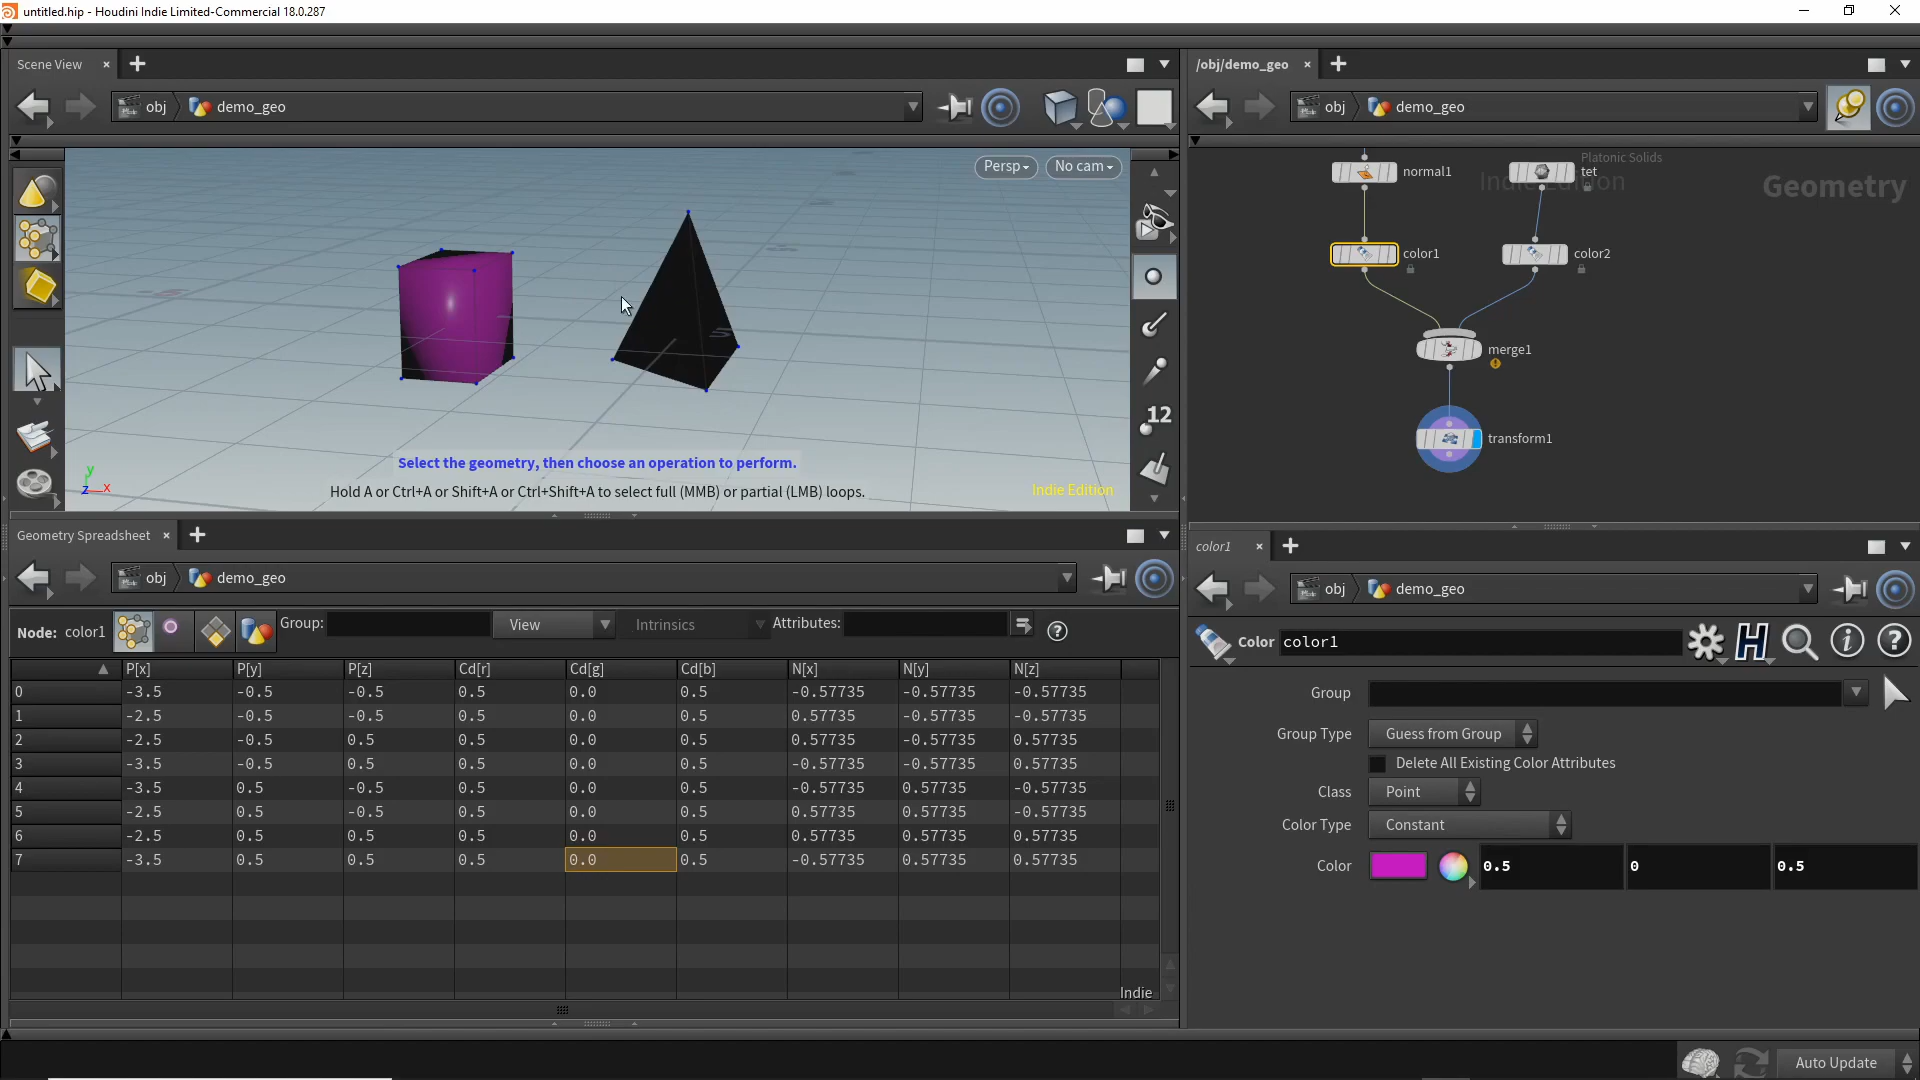 untitled.hip - Houdini Indie Limited-Commercial 18.0.287
Scene View
obj
demo_geo
Persp
No cam
12
y
z
x
Select the geometry, then choose an operation to perform.
Hold A or Ctrl+A or Shift+A or Ctrl+Shift+A to select full (MMB) or partial (LMB) loops.
Indie Edition
/obj/demo_geo
obj
demo_geo
Platonic Solids
normal1
tet
Indie Edition
Geometry
color1
color2
merge1
transform1
Geometry Spreadsheet
obj
demo_geo
Node: color1
Group:
View
Intrinsics
Attributes:
P[x] P[y] P[z] Cd[r] Cd[g] Cd[b] N[x] N[y] N[z]
0 -3.5 -0.5 -0.5 0.5 0.0 0.5 -0.57735 -0.57735 -0.57735
1 -2.5 -0.5 -0.5 0.5 0.0 0.5 0.57735 -0.57735 -0.57735
2 -2.5 -0.5 0.5 0.5 0.0 0.5 0.57735 -0.57735 0.57735
3 -3.5 -0.5 0.5 0.5 0.0 0.5 -0.57735 -0.57735 0.57735
4 -3.5 0.5 -0.5 0.5 0.0 0.5 -0.57735 0.57735 -0.57735
5 -2.5 0.5 -0.5 0.5 0.0 0.5 0.57735 0.57735 -0.57735
6 -2.5 0.5 0.5 0.5 0.0 0.5 0.57735 0.57735 0.57735
7 -3.5 0.5 0.5 0.5 0.0 0.5 -0.57735 0.57735 0.57735
Indie
color1
obj
demo_geo
Color color1
Group
Group Type Guess from Group
Delete All Existing Color Attributes
Class Point
Color Type Constant
Color 0.5 0 0.5
Auto Update